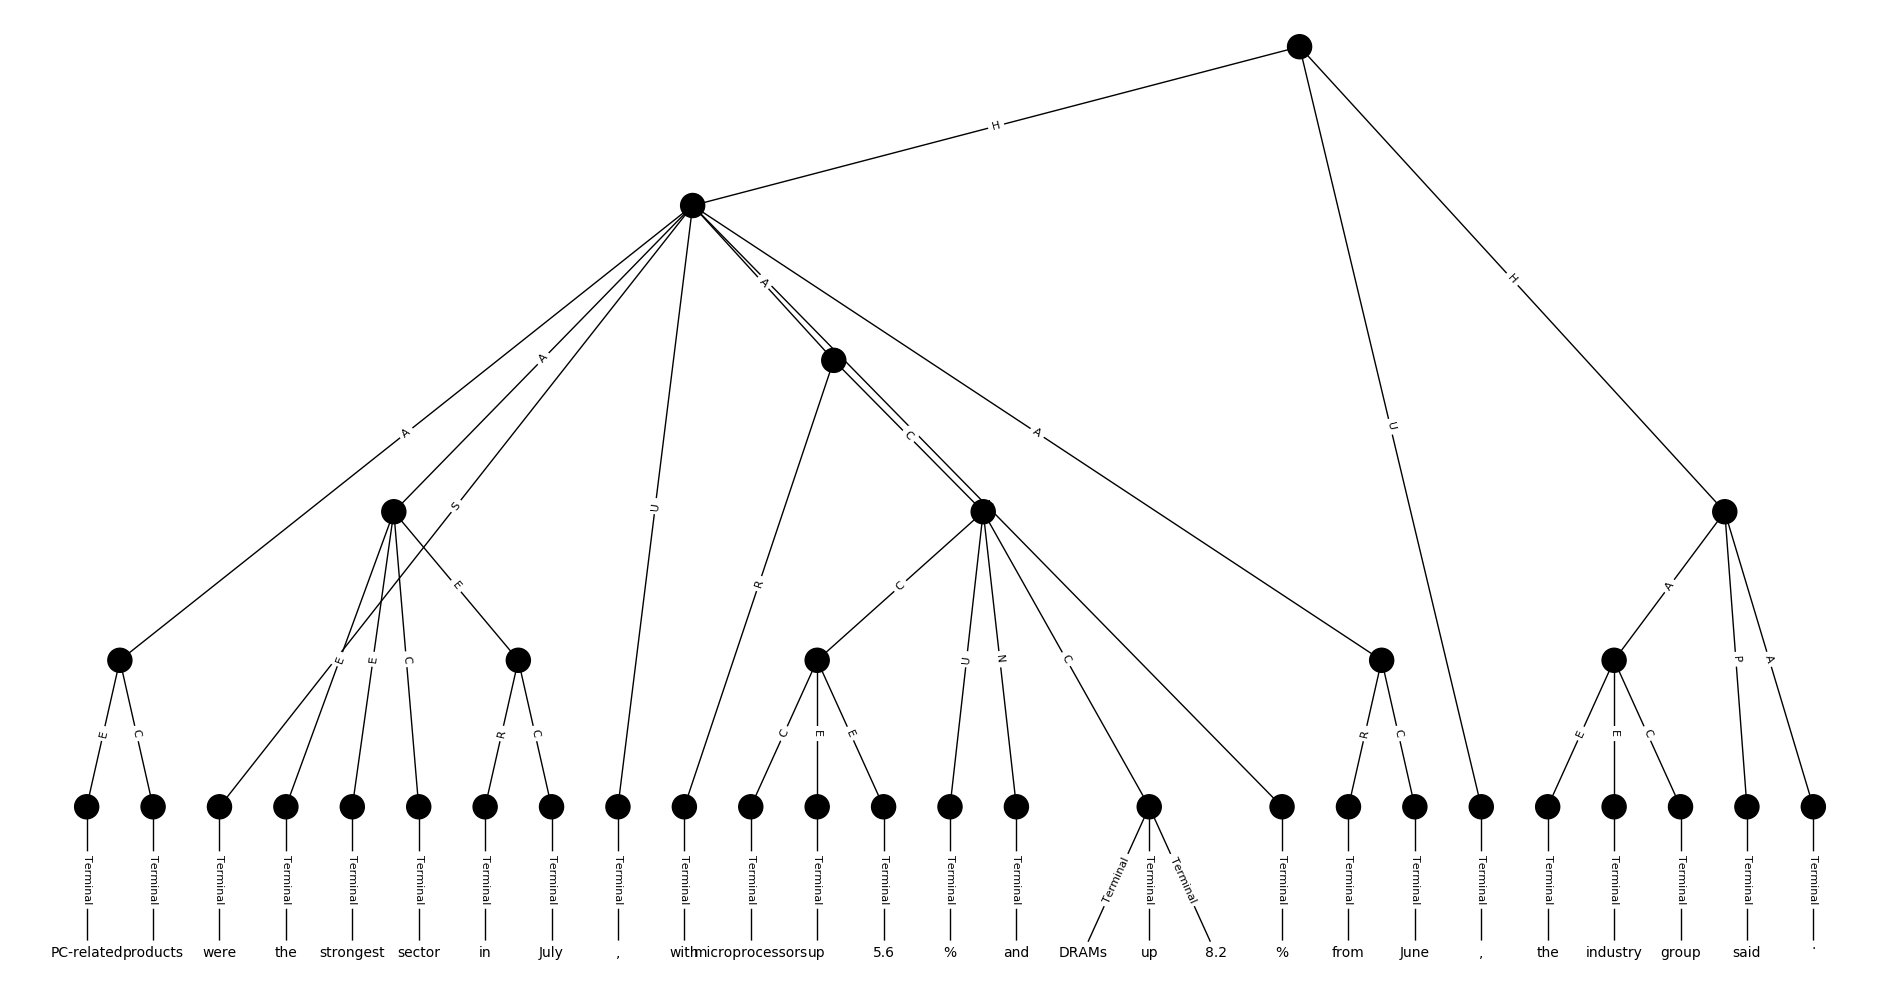 H
A H
A U
C A
A S U R
C E
E E E C U N C A P A
E C R C C E E R C E E C
Terminal Terminal Terminal Terminal Terminal Terminal Terminal Terminal Terminal Terminal Terminal Terminal Terminal Terminal Terminal Terminal Terminal Terminal Terminal Terminal Terminal Terminal Terminal Terminal Terminal Terminal Terminal
PC-related products were the strongest sector in July , with microprocessors up 5.6 % and DRAMs up 8.2 % from June , the industry group said .